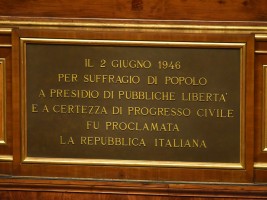 IL 2 GIUGNO 1946
PER SUFFRAGIO DI POPOLO
A PRESIDIO DI PUBBLICHE LIBERTA'
E A CERTEZZA DI PROGRESSO CIVILE
FU PROCLAMATA
LA REPUBBLICA ITALIANA